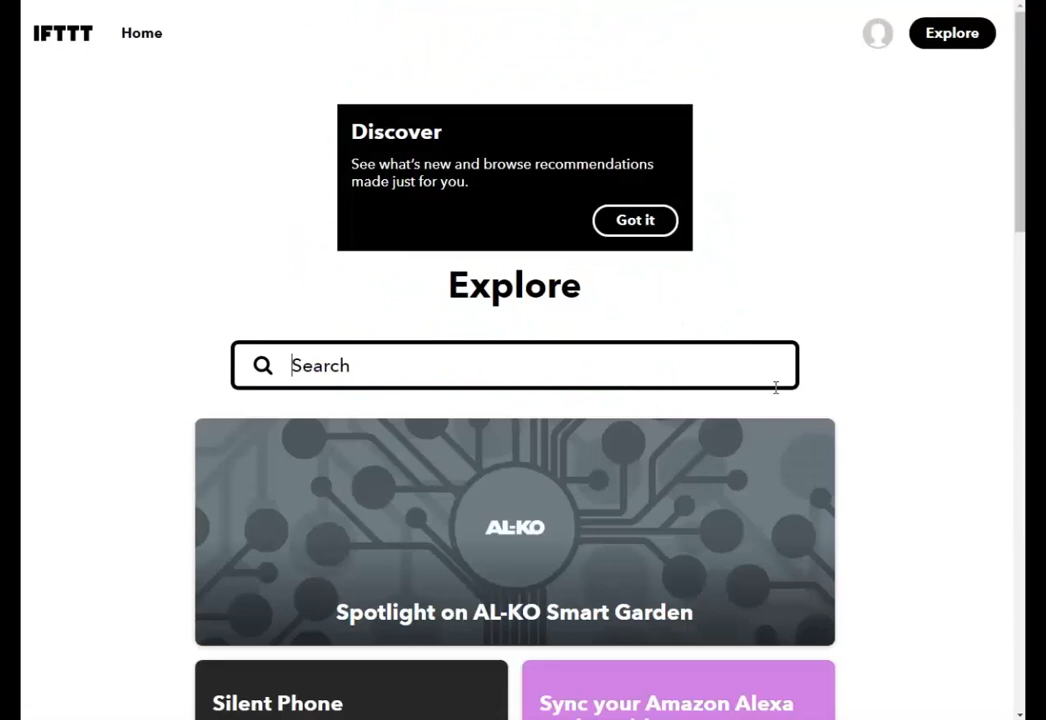 IFTTT Home Explore
Discover
See what's new and browse recommendations
made just for you.
Got it
Explore
Search
AL-KO
Spotlight on AL-KO Smart Garden
Silent Phone
Sync your Amazon Alexa